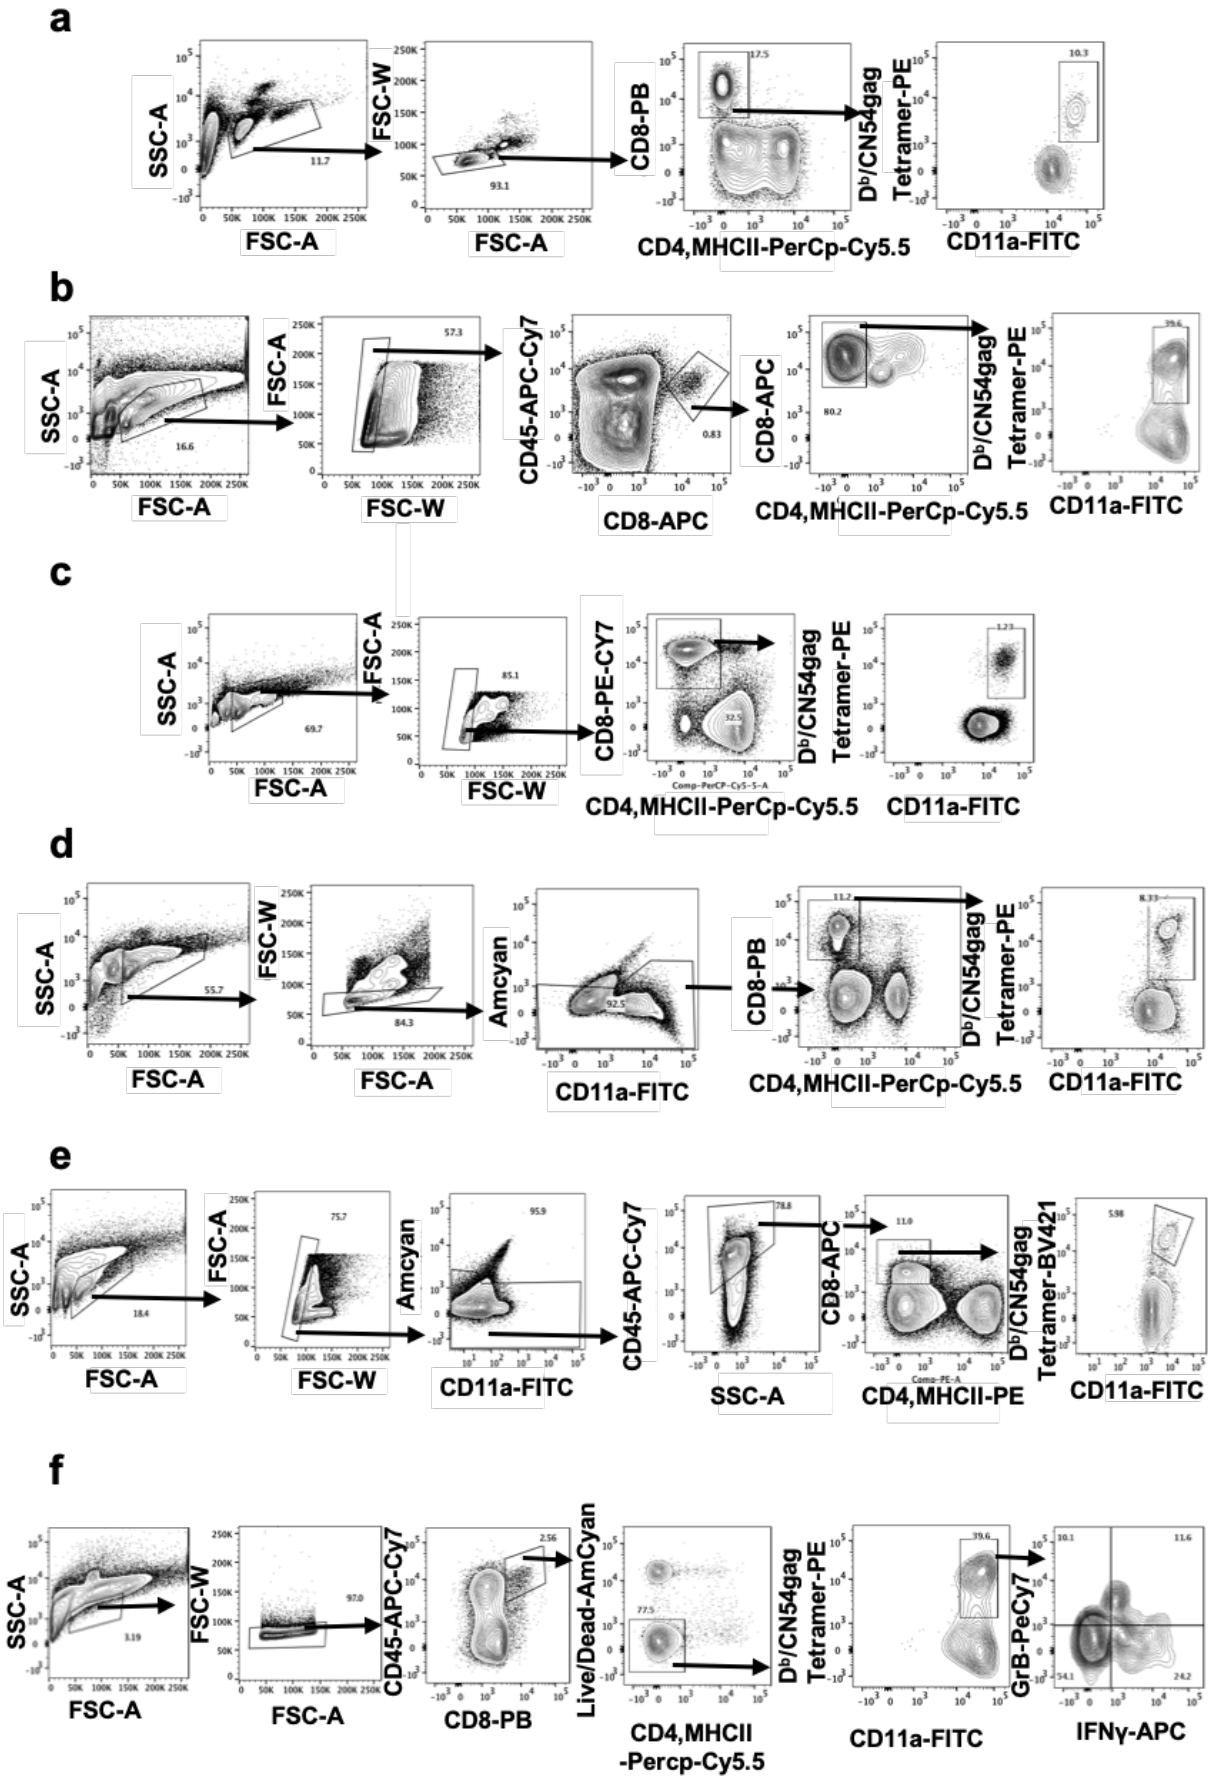 a
SSC-A
FSC-A
11.7
FSC-W
FSC-A
93.1
CD8-PB
CD4,MHCII-PerCp-Cy5.5
17.5
Dᵇ/CN54gag
Tetramer-PE
CD11a-FITC
10.3
b
SSC-A
FSC-A
16.6
FSC-A
FSC-W
57.3
CD45-APC-Cy7
CD8-APC
0.83
CD8-APC
CD4,MHCII-PerCp-Cy5.5
80.2
Dᵇ/CN54gag
Tetramer-PE
CD11a-FITC
39.6
c
SSC-A
FSC-A
69.7
FSC-A
FSC-W
85.1
CD8-PE-CY7
Comp-PerCP-Cy5-5-A
CD4,MHCII-PerCp-Cy5.5
32.5
Dᵇ/CN54gag
Tetramer-PE
CD11a-FITC
1.23
d
SSC-A
FSC-A
55.7
FSC-W
FSC-A
84.3
Amcyan
CD11a-FITC
92.5
CD8-PB
CD4,MHCII-PerCp-Cy5.5
11.2
Dᵇ/CN54gag
Tetramer-PE
CD11a-FITC
8.33
e
SSC-A
FSC-A
18.4
FSC-A
FSC-W
75.7
Amcyan
CD11a-FITC
95.9
CD45-APC-Cy7
SSC-A
78.8
CD8-APC
Comp-PE-A
CD4,MHCII-PE
11.0
Dᵇ/CN54gag
Tetramer-BV421
CD11a-FITC
5.98
f
SSC-A
FSC-A
3.19
FSC-W
FSC-A
97.0
CD45-APC-Cy7
CD8-PB
2.56
Live/Dead-AmCyan
CD4,MHCII
-Percp-Cy5.5
77.5
Dᵇ/CN54gag
Tetramer-PE
CD11a-FITC
39.6
GrB-PeCy7
IFNγ-APC
10.1
11.6
54.1
24.2